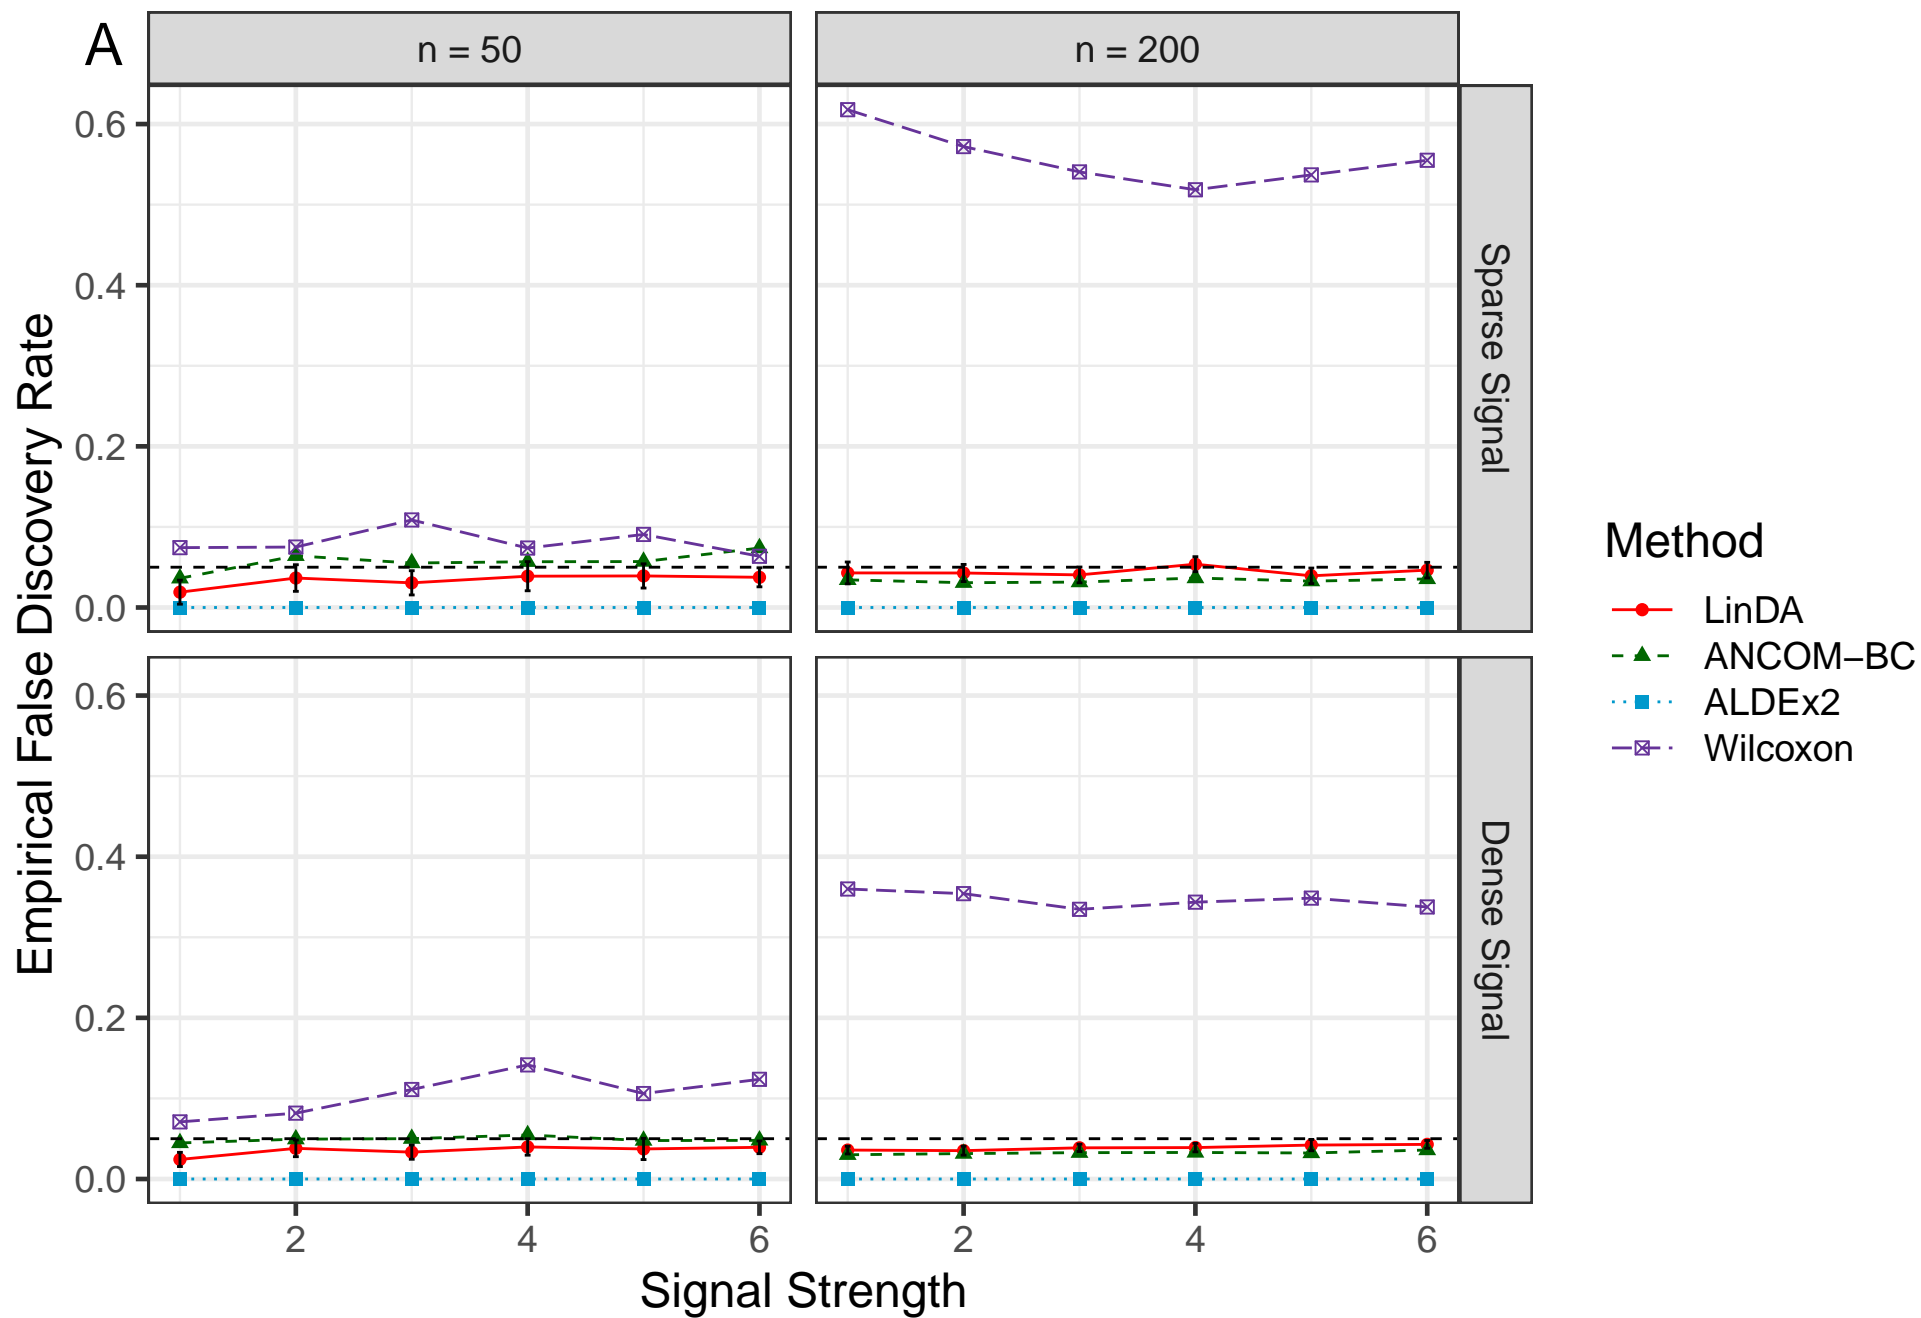 A
n = 50
n = 200
0.6
0.4
0.2
0.0
Sparse Signal
0.6
0.4
0.2
0.0
Dense Signal
2
4
6
2
4
6
Signal Strength
Empirical False Discovery Rate
Method
LinDA
ANCOM−BC
ALDEx2
Wilcoxon